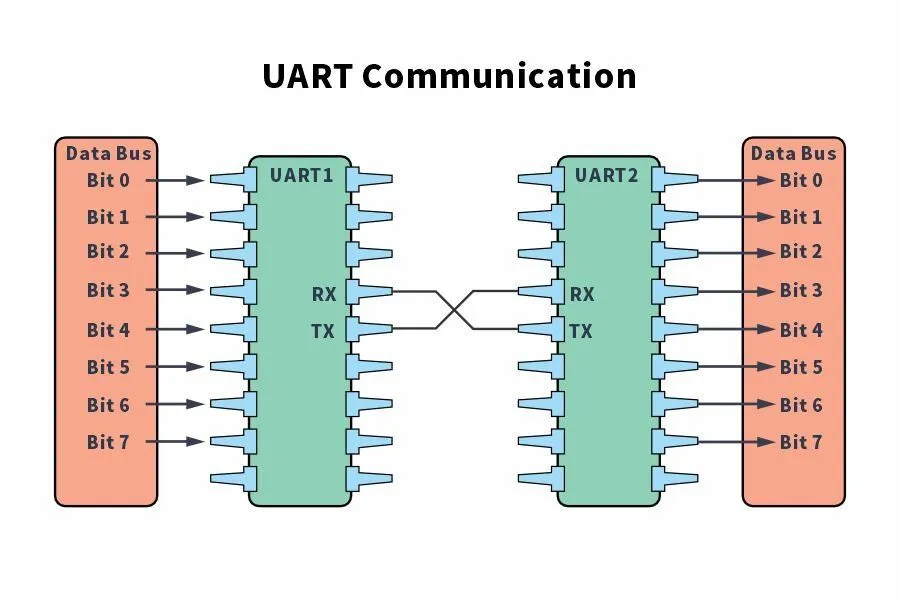 UART Communication
Data Bus
Bit 0
Bit 1
Bit 2
Bit 3
Bit 4
Bit 5
Bit 6
Bit 7
UART1
RX
TX
UART2
RX
TX
Data Bus
Bit 0
Bit 1
Bit 2
Bit 3
Bit 4
Bit 5
Bit 6
Bit 7